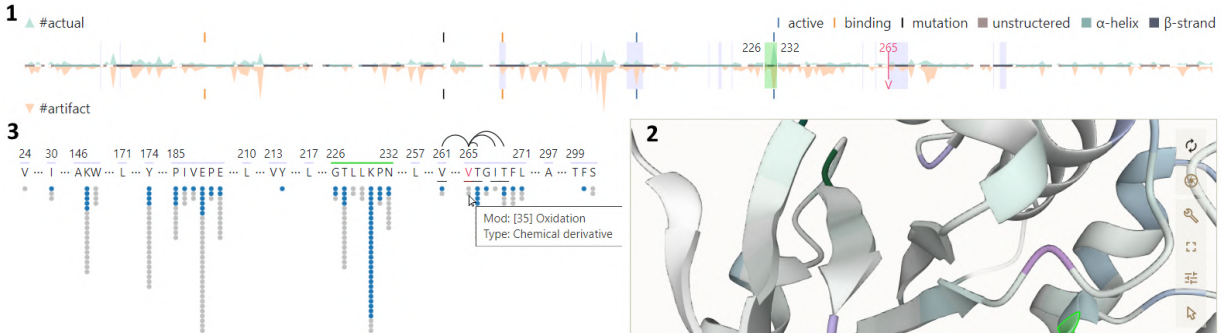 1
#actual
active binding mutation unstructered α-helix β-strand
226 232 265
V
#artifact
3
24 30 146 171 174 185 210 213 217 226 232 257 261 265 271 297 299
V ... I ... AKW ... L ... Y ... PIVEPE ... L ... VY ... L ... GTLLKPN ... L ... V ... VTGITFL ... A ... TFS
Mod: [35] Oxidation
Type: Chemical derivative
2